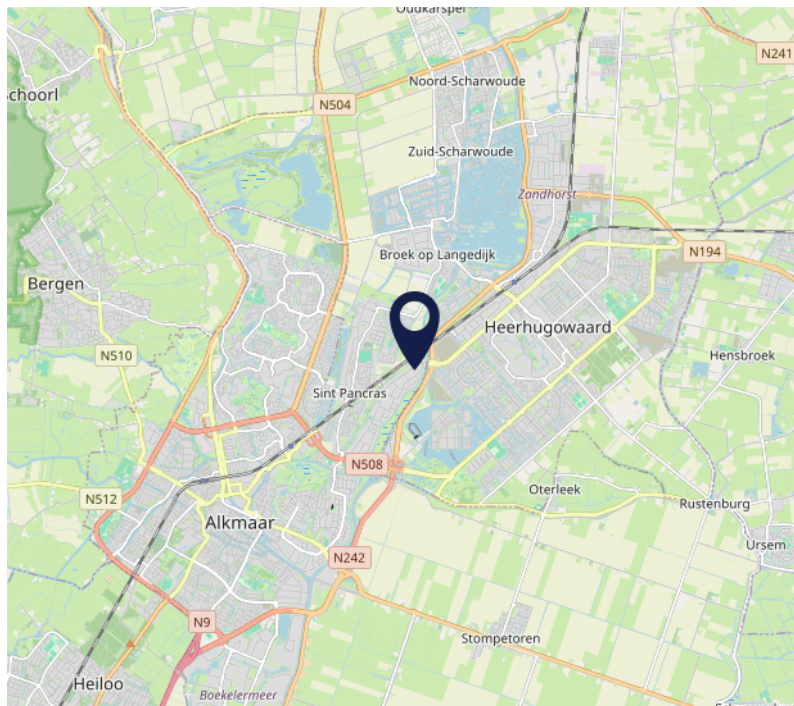 Oudkarspel
N241
Noord-Scharwoude
choorl
N504
Zuid-Scharwoude
Zandhorst
Broek op Langedijk
N194
Bergen
Heerhugowaard
N510
Hensbroek
Sint Pancras
N508
Oterleek
N512
Rustenburg
Alkmaar
Ursem
N242
N9
Stompetoren
Heiloo
Boekelermeer